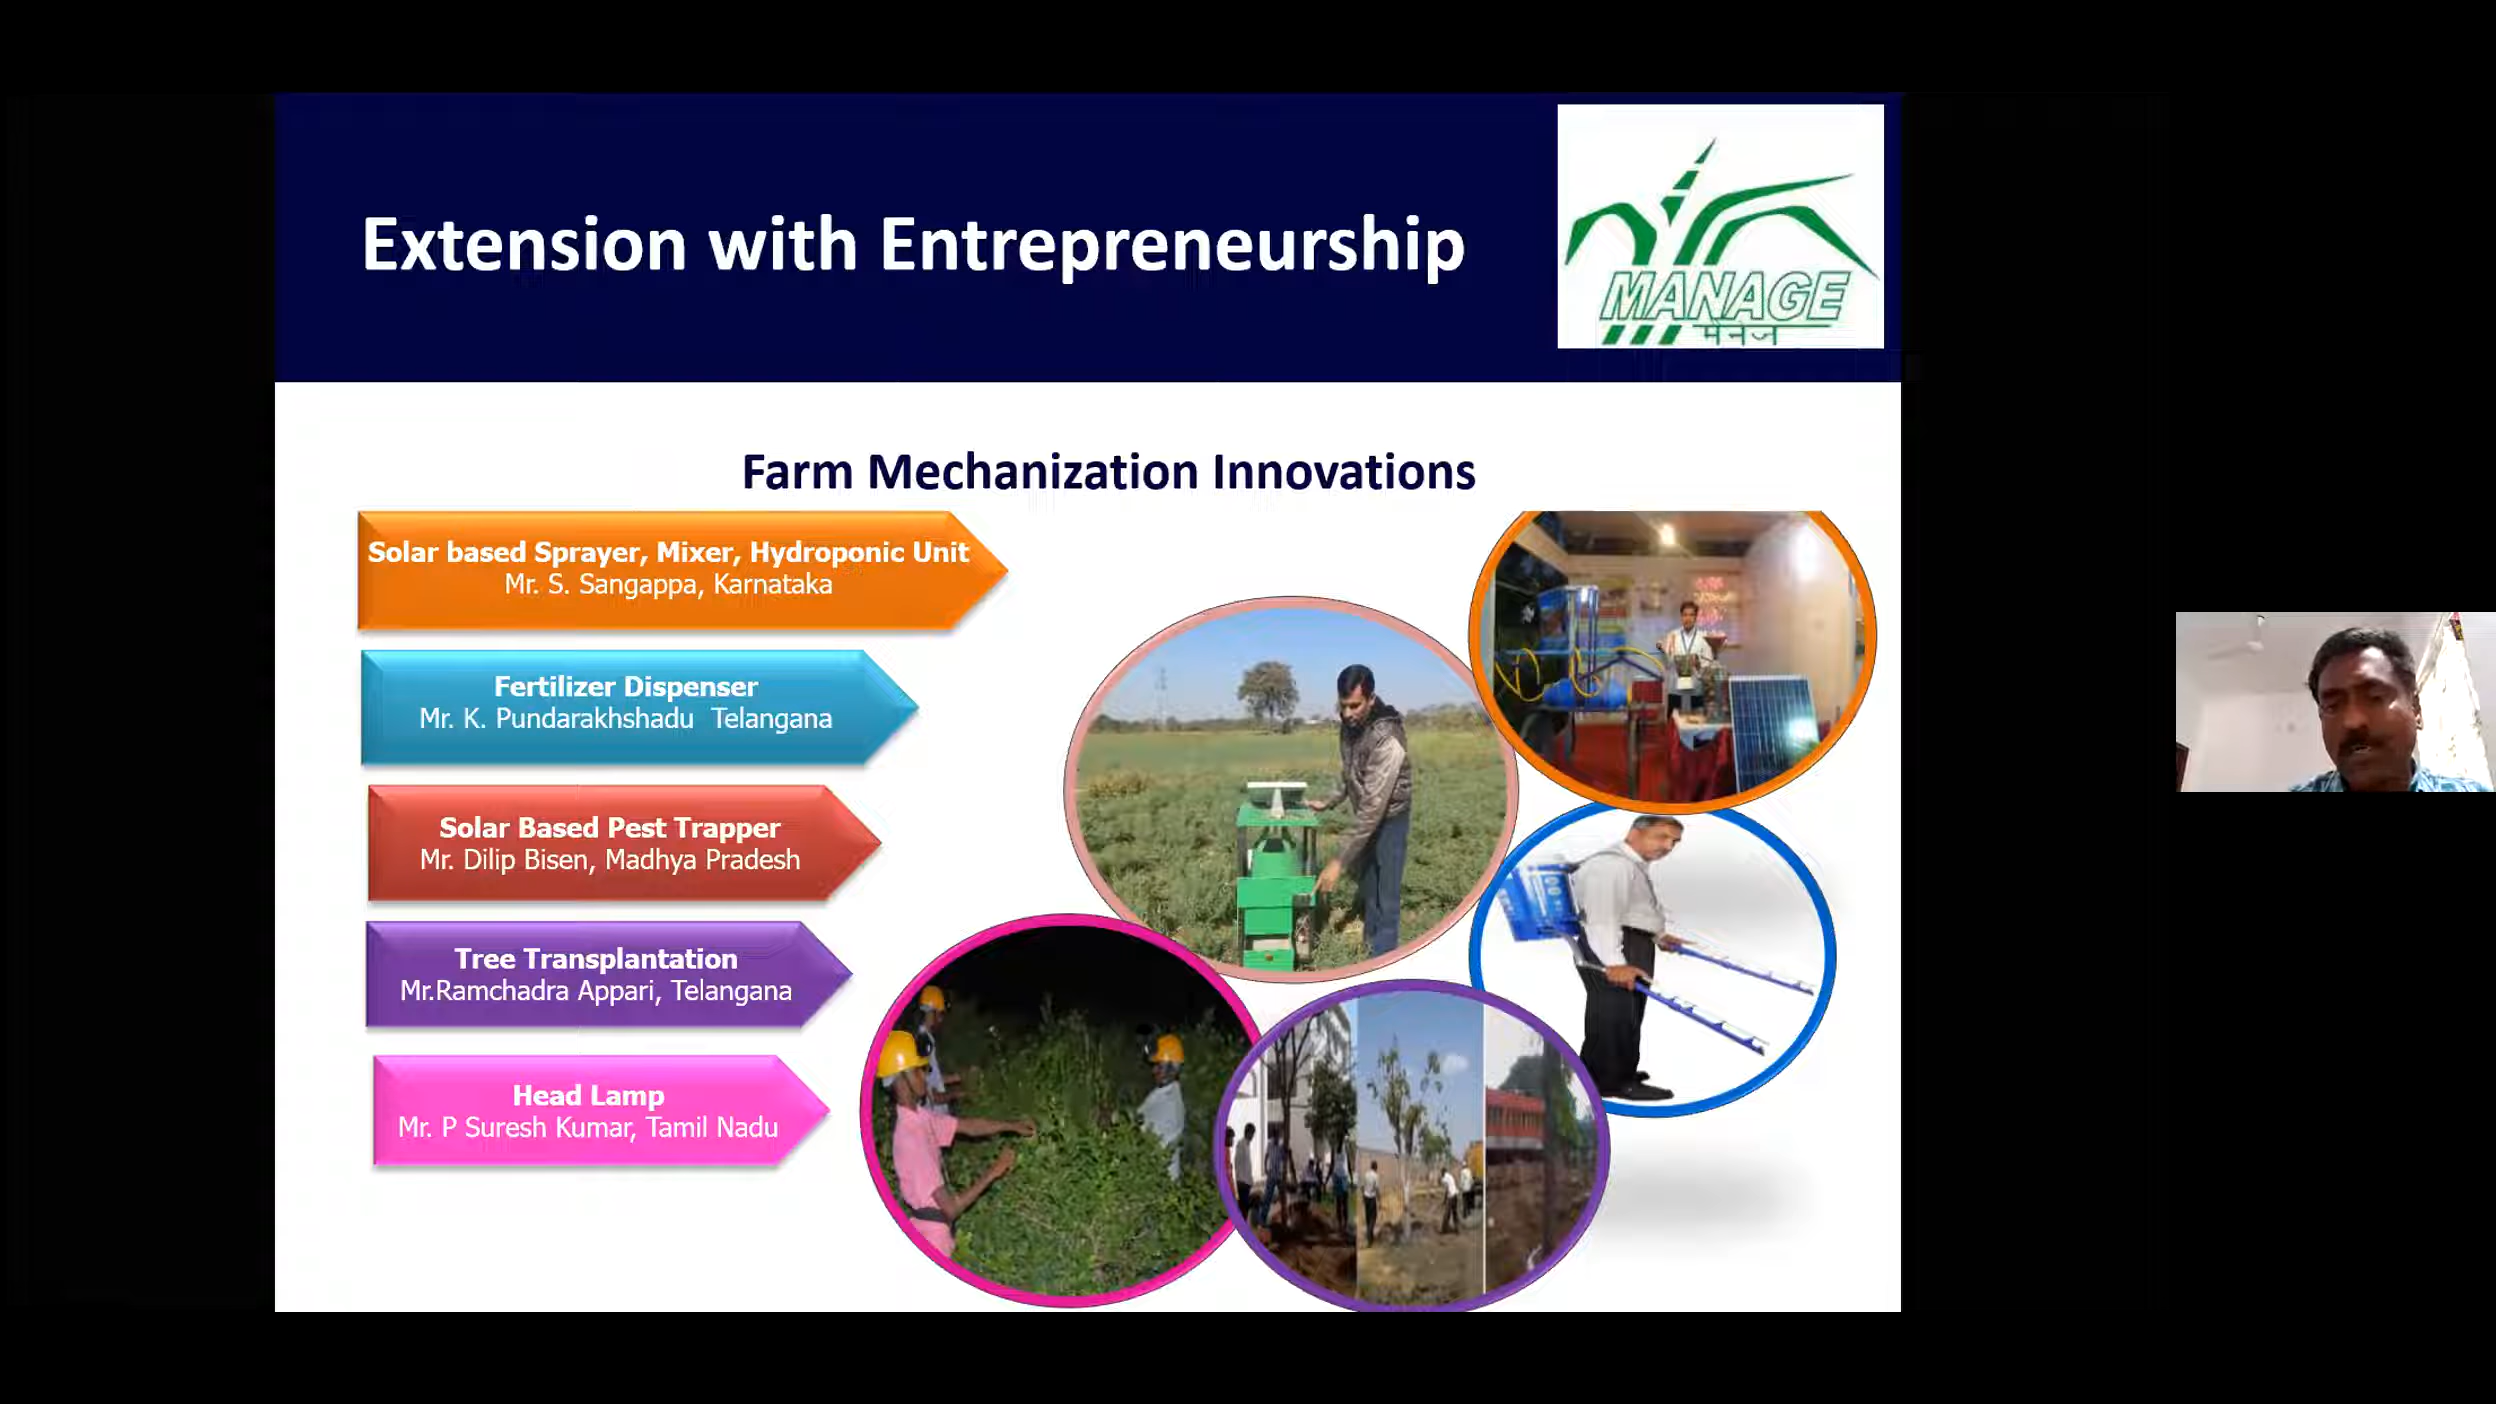 Extension with Entrepreneurship
MANAGE
मैनेज
Farm Mechanization Innovations
Solar based Sprayer, Mixer, Hydroponic Unit
Mr. S. Sangappa, Karnataka
Fertilizer Dispenser
Mr. K. Pundarakhshadu Telangana
Solar Based Pest Trapper
Mr. Dilip Bisen, Madhya Pradesh
Tree Transplantation
Mr.Ramchadra Appari, Telangana
Head Lamp
Mr. P Suresh Kumar, Tamil Nadu